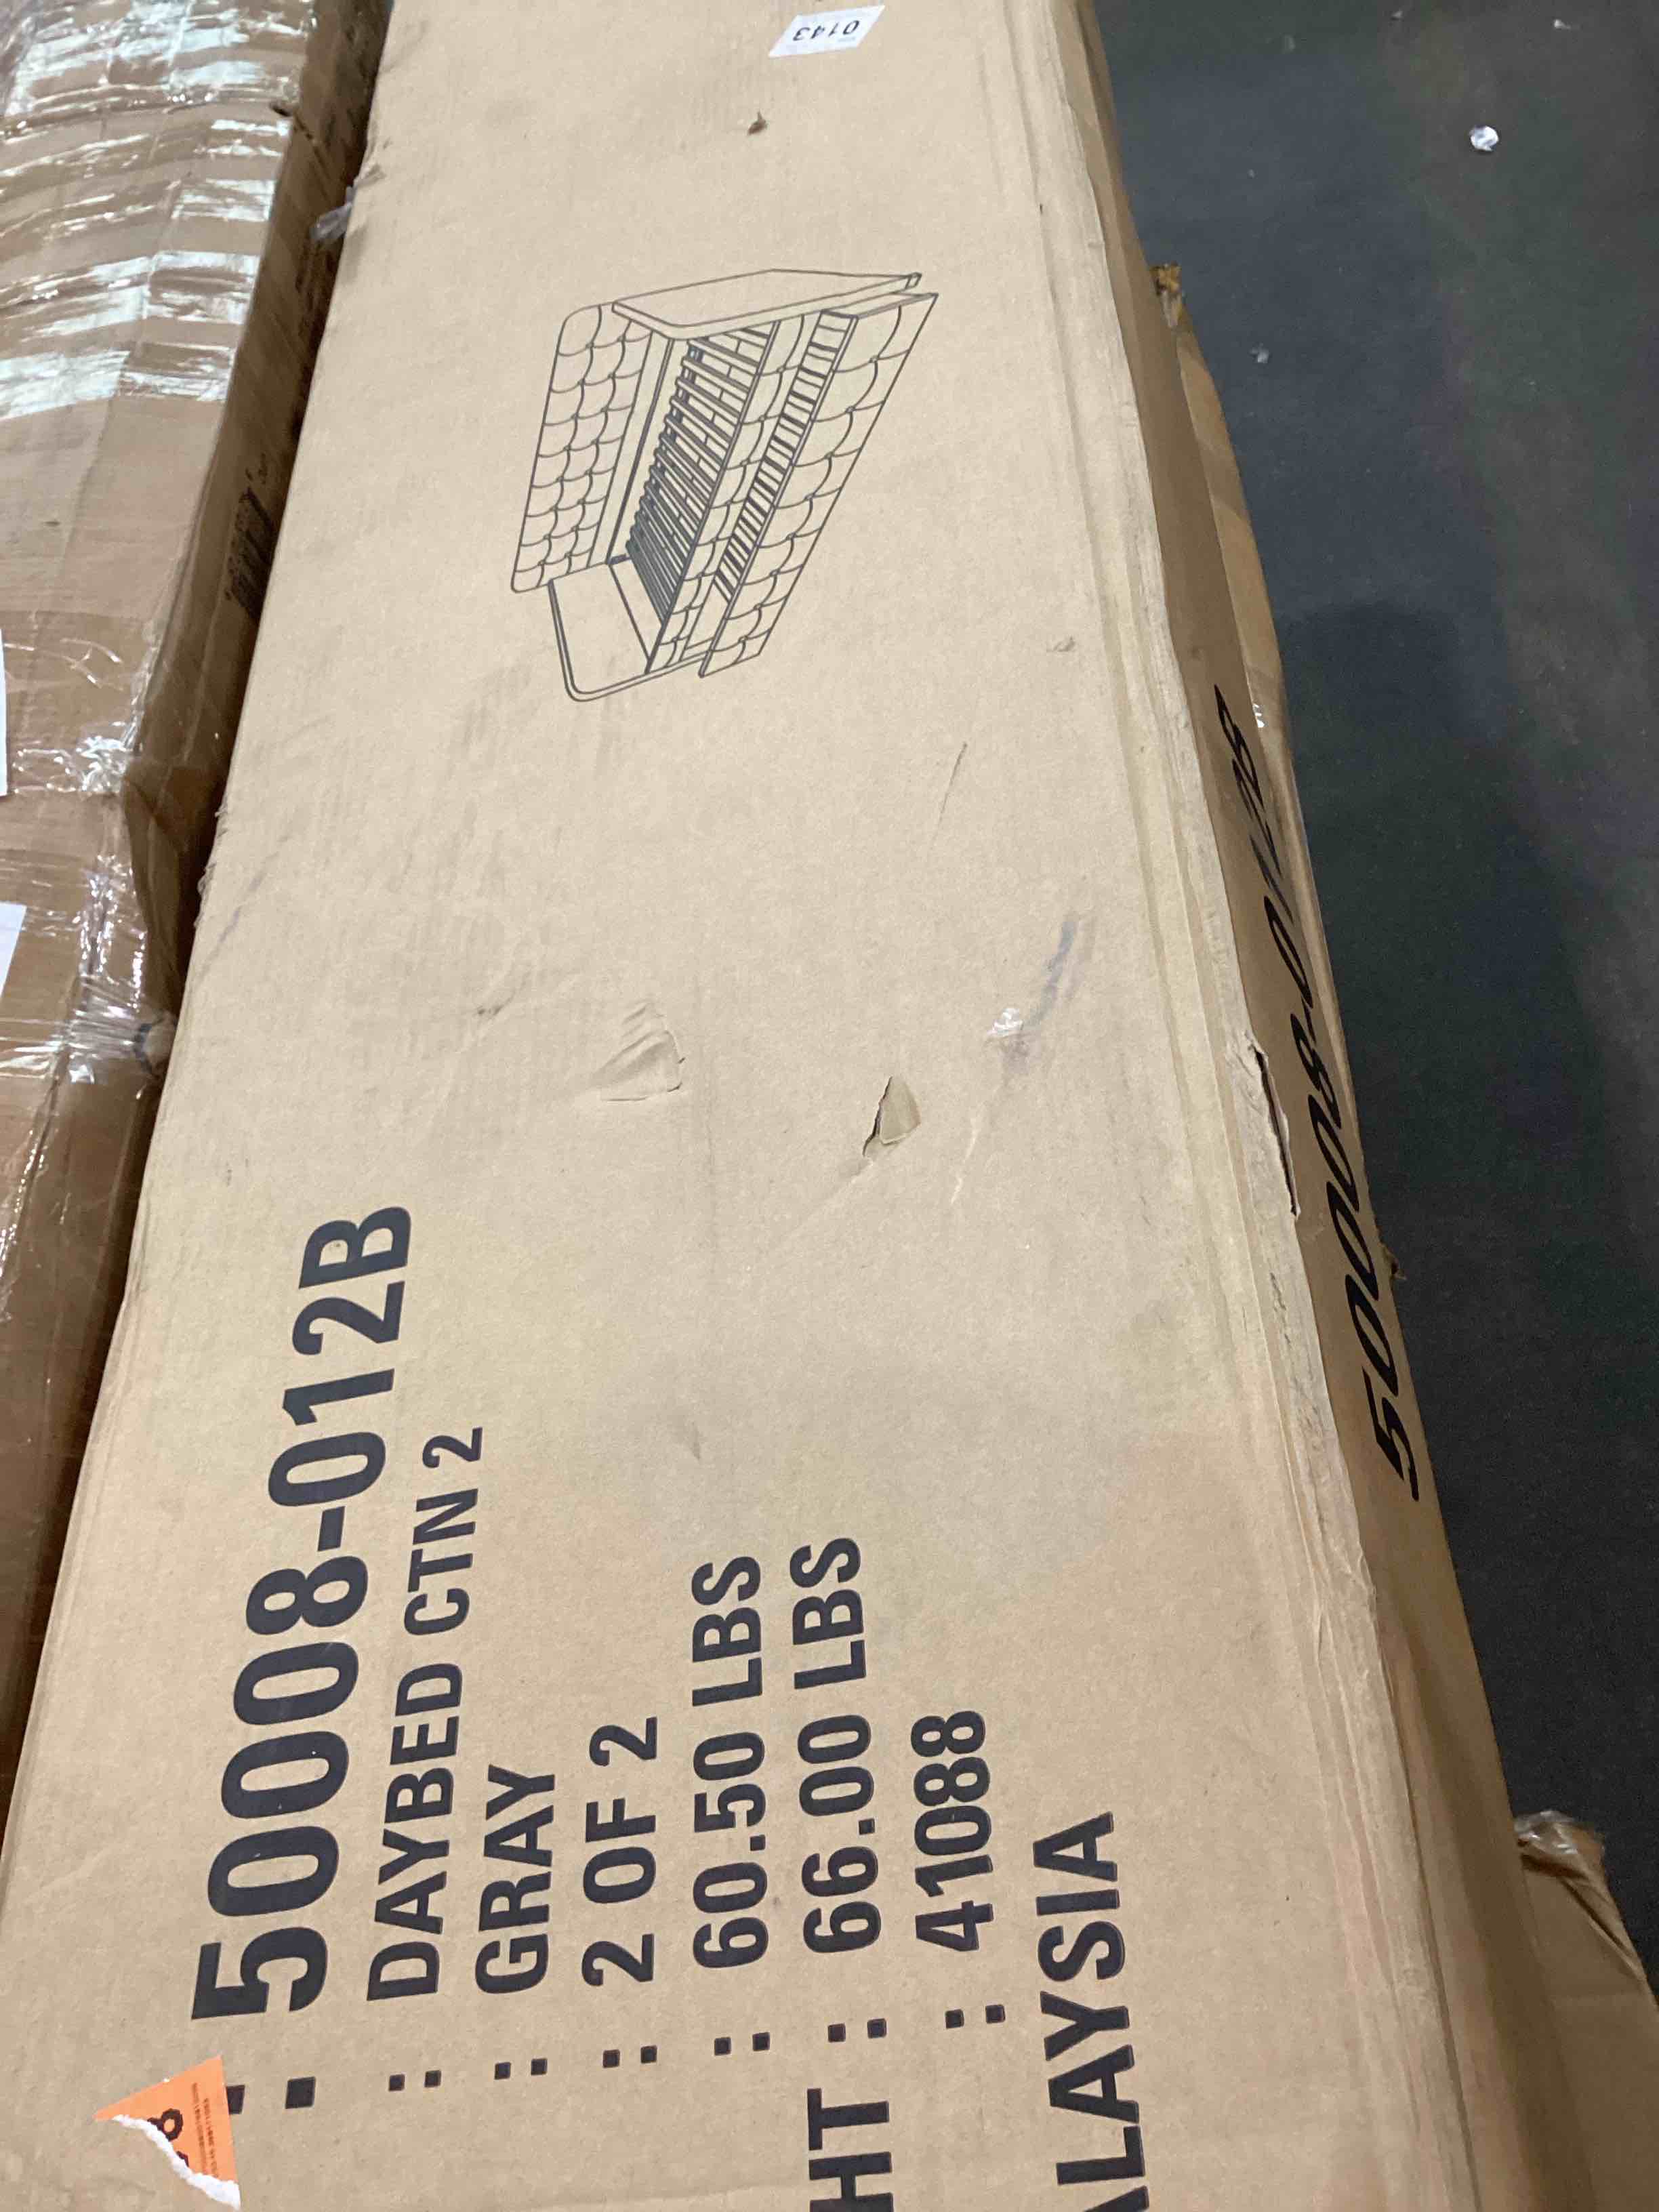 0143
: 50008-012B
: DAYBED CTN 2
: GRAY
: 2 OF 2
: 60.50 LBS
HT : 66.00 LBS
: 41088
ALAYSIA
50008-012B